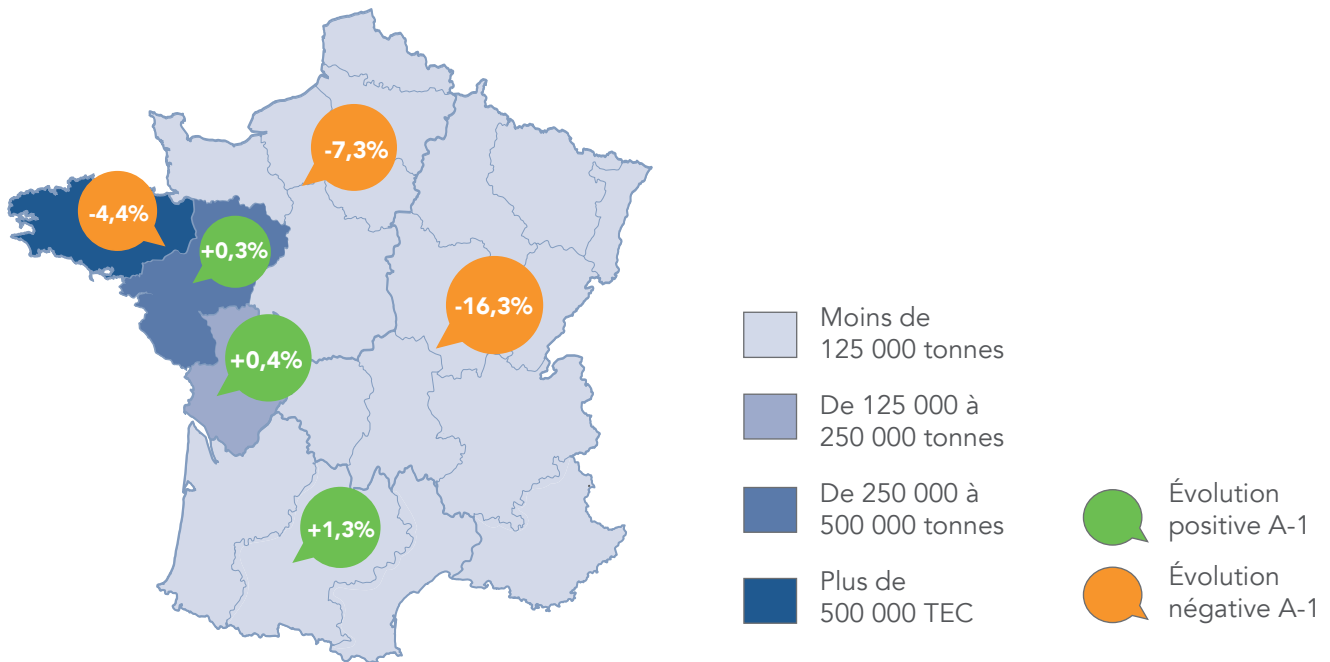 -7,3%
-4,4%
+0,3%
-16,3%
+0,4%
+1,3%
Moins de
125 000 tonnes
De 125 000 à
250 000 tonnes
De 250 000 à
500 000 tonnes
Plus de
500 000 TEC
Évolution
positive A-1
Évolution
négative A-1